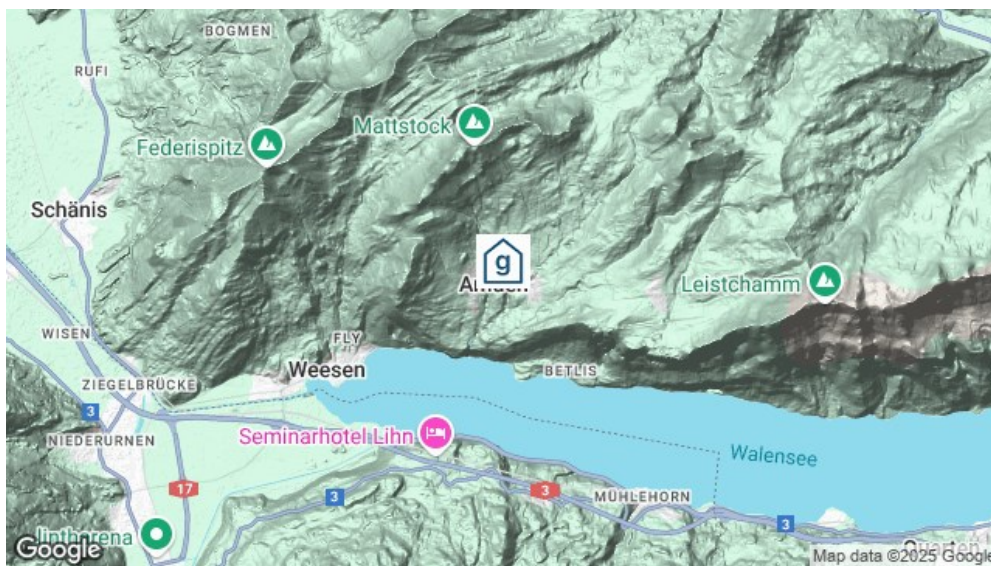 BOGMEN
RUFI
Mattstock
Federispitz
Schänis
g
Leistchamm
WISEN
FLY
Weesen
BETLIS
ZIEGELBRÜCKE
3
NIEDERURNEN
Seminarhotel Lihn
Walensee
17
3
3
MÜHLEHORN
3
Google
Map data ©2025 Google